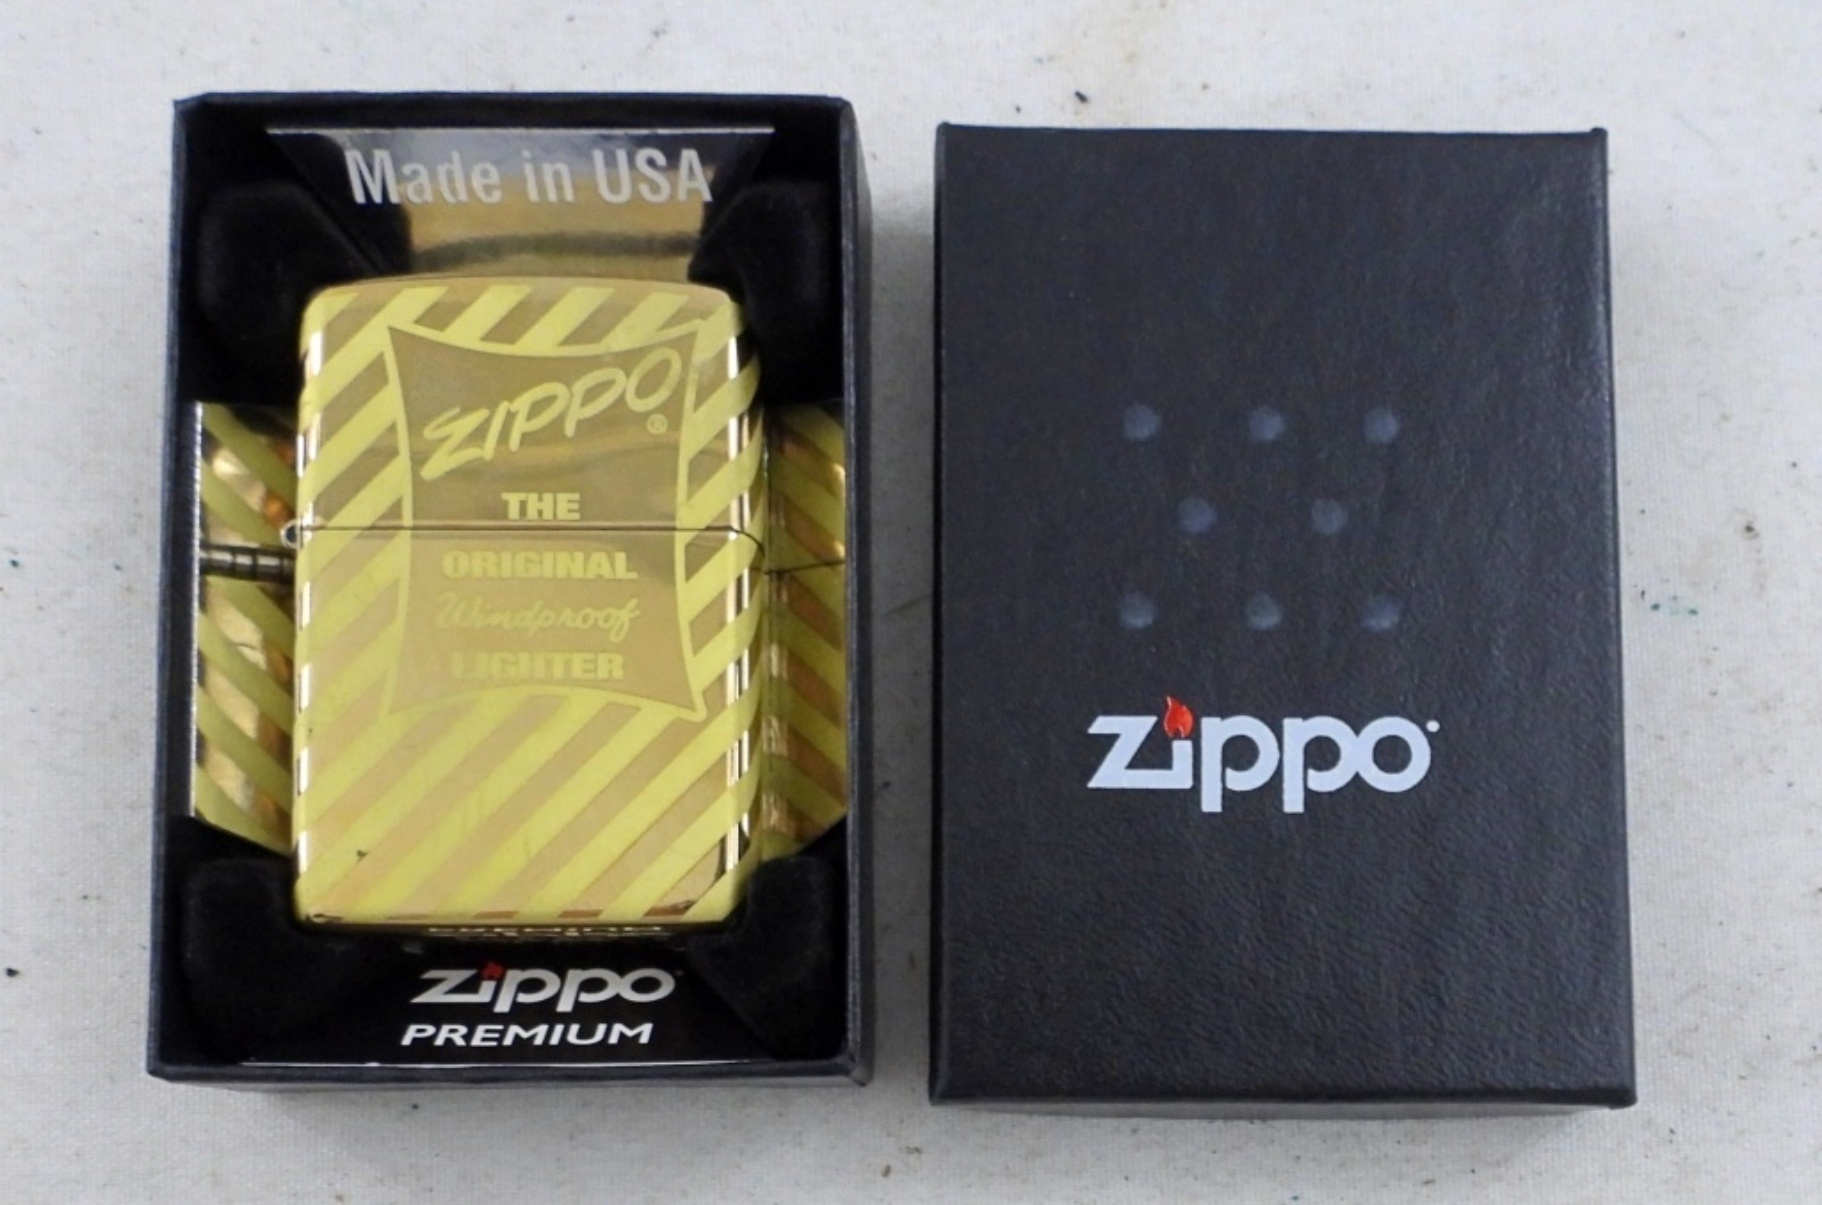 Made in USA
ZIPPO®
THE
ORIGINAL
Windproof
LIGHTER
zippo
PREMIUM
zippo